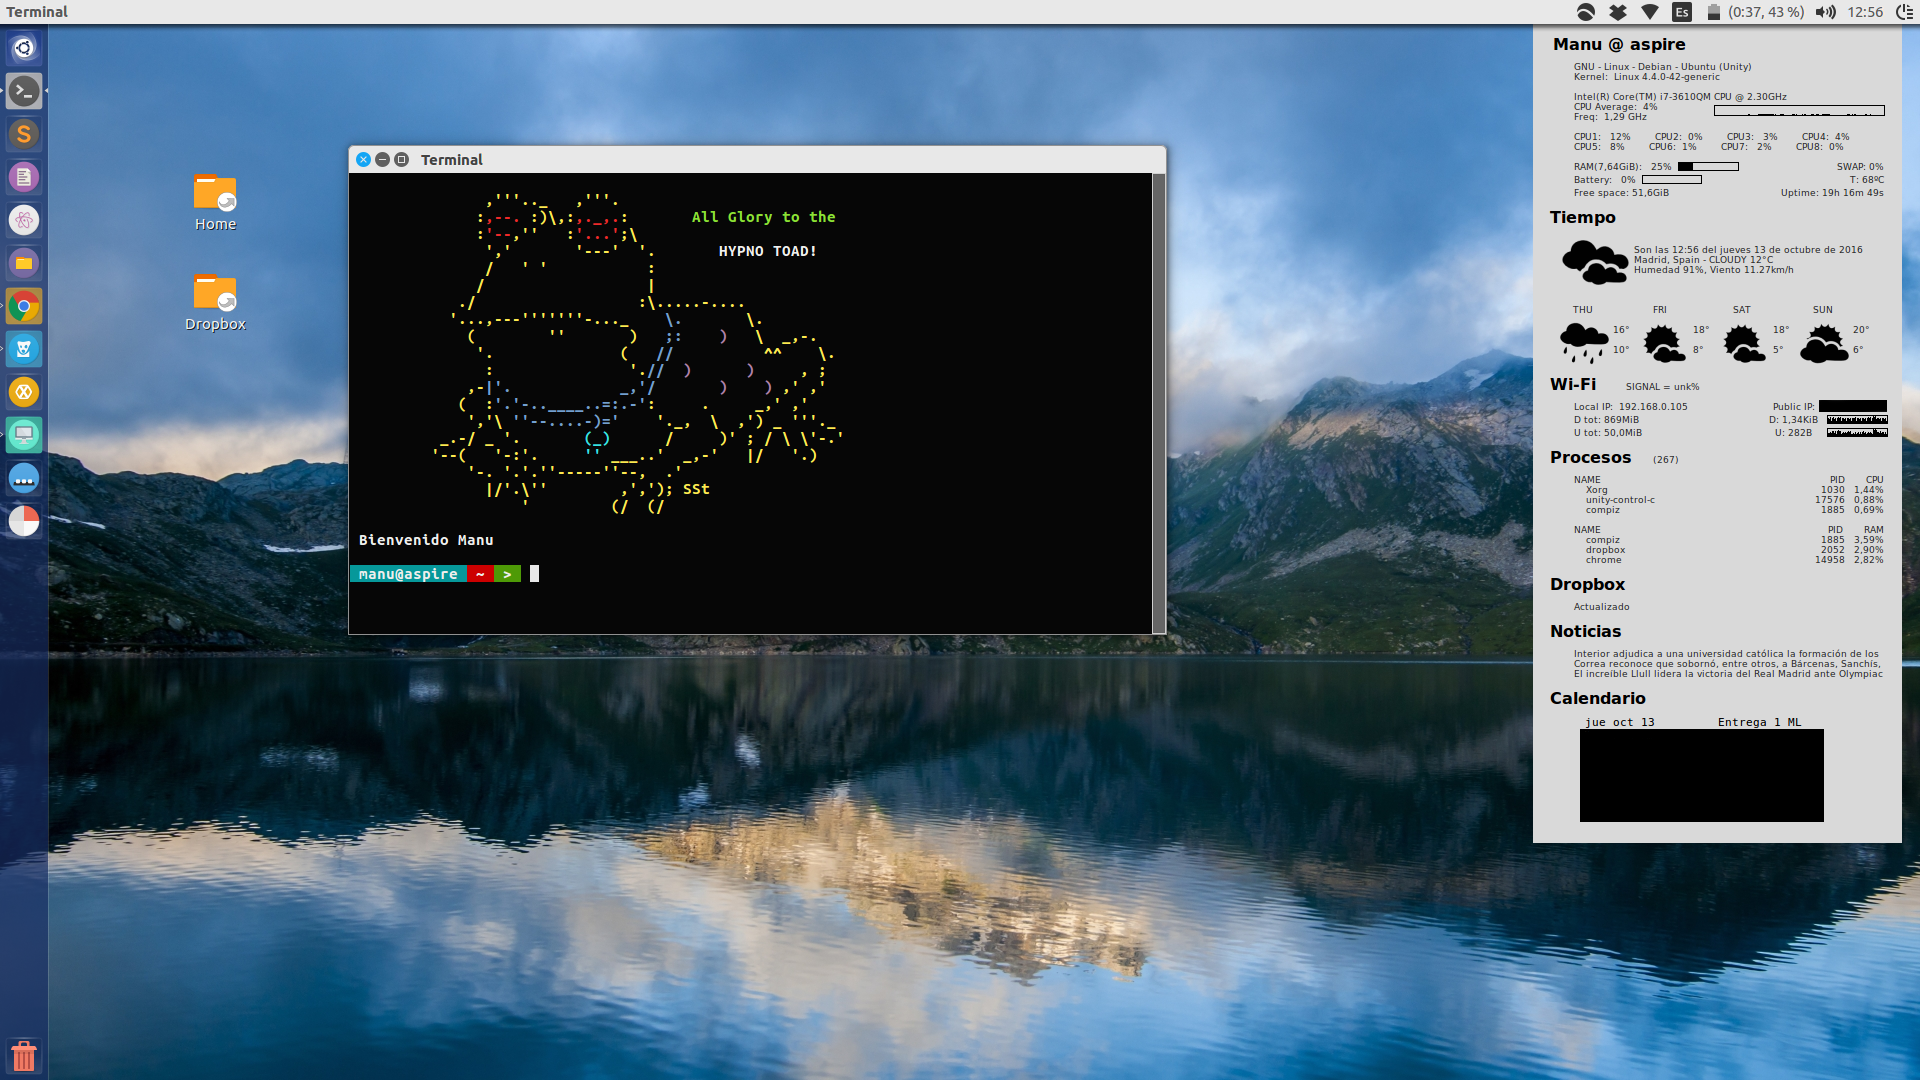 Terminal
Es
(0:37, 43 %)
12:56
Home
Dropbox
Terminal
All Glory to the
HYPNO TOAD!
SSt
Bienvenido Manu
manu@aspire ~ >
Manu @ aspire
GNU - Linux - Debian - Ubuntu (Unity)
Kernel: Linux 4.4.0-42-generic
Intel(R) Core(TM) i7-3610QM CPU @ 2.30GHz
CPU Average: 4%
Freq: 1,29 GHz
CPU1: 12% CPU2: 0% CPU3: 3% CPU4: 4%
CPU5: 8% CPU6: 1% CPU7: 2% CPU8: 0%
RAM(7,64GiB): 25% SWAP: 0%
Battery: 0% T: 68ºC
Free space: 51,6GiB Uptime: 19h 16m 49s
Tiempo
Son las 12:56 del jueves 13 de octubre de 2016
Madrid, Spain - CLOUDY 12°C
Humedad 91%, Viento 11.27km/h
THU FRI SAT SUN
16° 18° 18° 20°
10° 8° 5° 6°
Wi-Fi SIGNAL = unk%
Local IP: 192.168.0.105 Public IP:
D tot: 869MiB D: 1,34KiB
U tot: 50,0MiB U: 282B
Procesos (267)
NAME PID CPU
Xorg 1030 1,44%
unity-control-c 17576 0,88%
compiz 1885 0,69%
NAME PID RAM
compiz 1885 3,59%
dropbox 2052 2,90%
chrome 14958 2,82%
Dropbox
Actualizado
Noticias
Interior adjudica a una universidad católica la formación de los
Correa reconoce que sobornó, entre otros, a Bárcenas, Sanchís,
El increíble Llull lidera la victoria del Real Madrid ante Olympiac
Calendario
jue oct 13 Entrega 1 ML